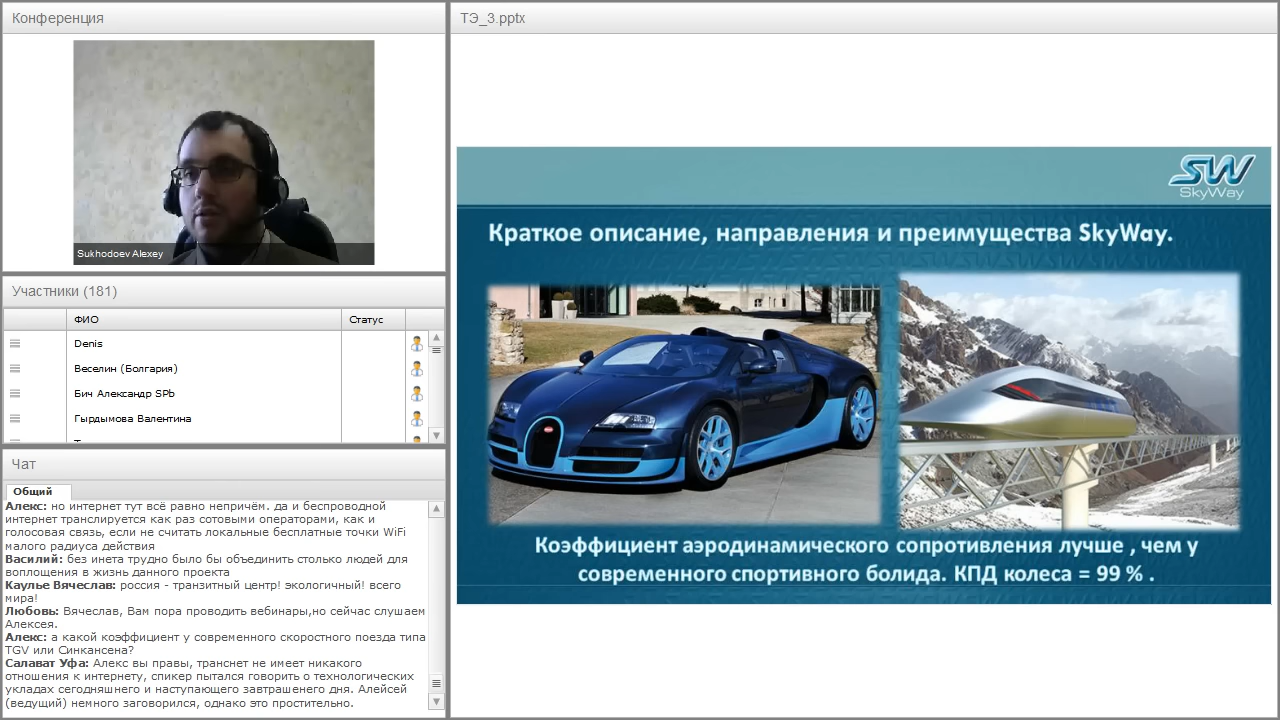 Конференция
Sukhodoev Alexey
Участники (181)
ФИО
Статус
Denis
Веселин (Болгария)
Бич Александр SPb
Гырдымова Валентина
Чат
Общий
Алекс: но интернет тут всё равно непричём. да и беспроводной
интернет транслируется как раз сотовыми операторами, как и
голосовая связь, если не считать локальные бесплатные точки WiFi
малого радиуса действия
Василий: без инета трудно было бы объединить столько людей для
воплощения в жизнь данного проекта
Каулье Вячеслав: россия - транзитный центр! экологичный! всего
мира!
Любовь: Вячеслав, Вам пора проводить вебинары,но сейчас слушаем
Алексея.
Алекс: а какой коэффициент у современного скоростного поезда типа
TGV или Синкансена?
Салават Уфа: Алекс вы правы, транснет не имеет никакого
отношения к интернету, спикер пытался говорить о технологических
укладах сегодняшнего и наступающего завтрашенего дня. Алейсей
(ведущий) немного заговорился, однако это простительно.
ТЭ_3.pptx
SW
SkyWay
Краткое описание, направления и преимущества SkyWay.
Коэффициент аэродинамического сопротивления лучше , чем у
современного спортивного болида. КПД колеса = 99 % .